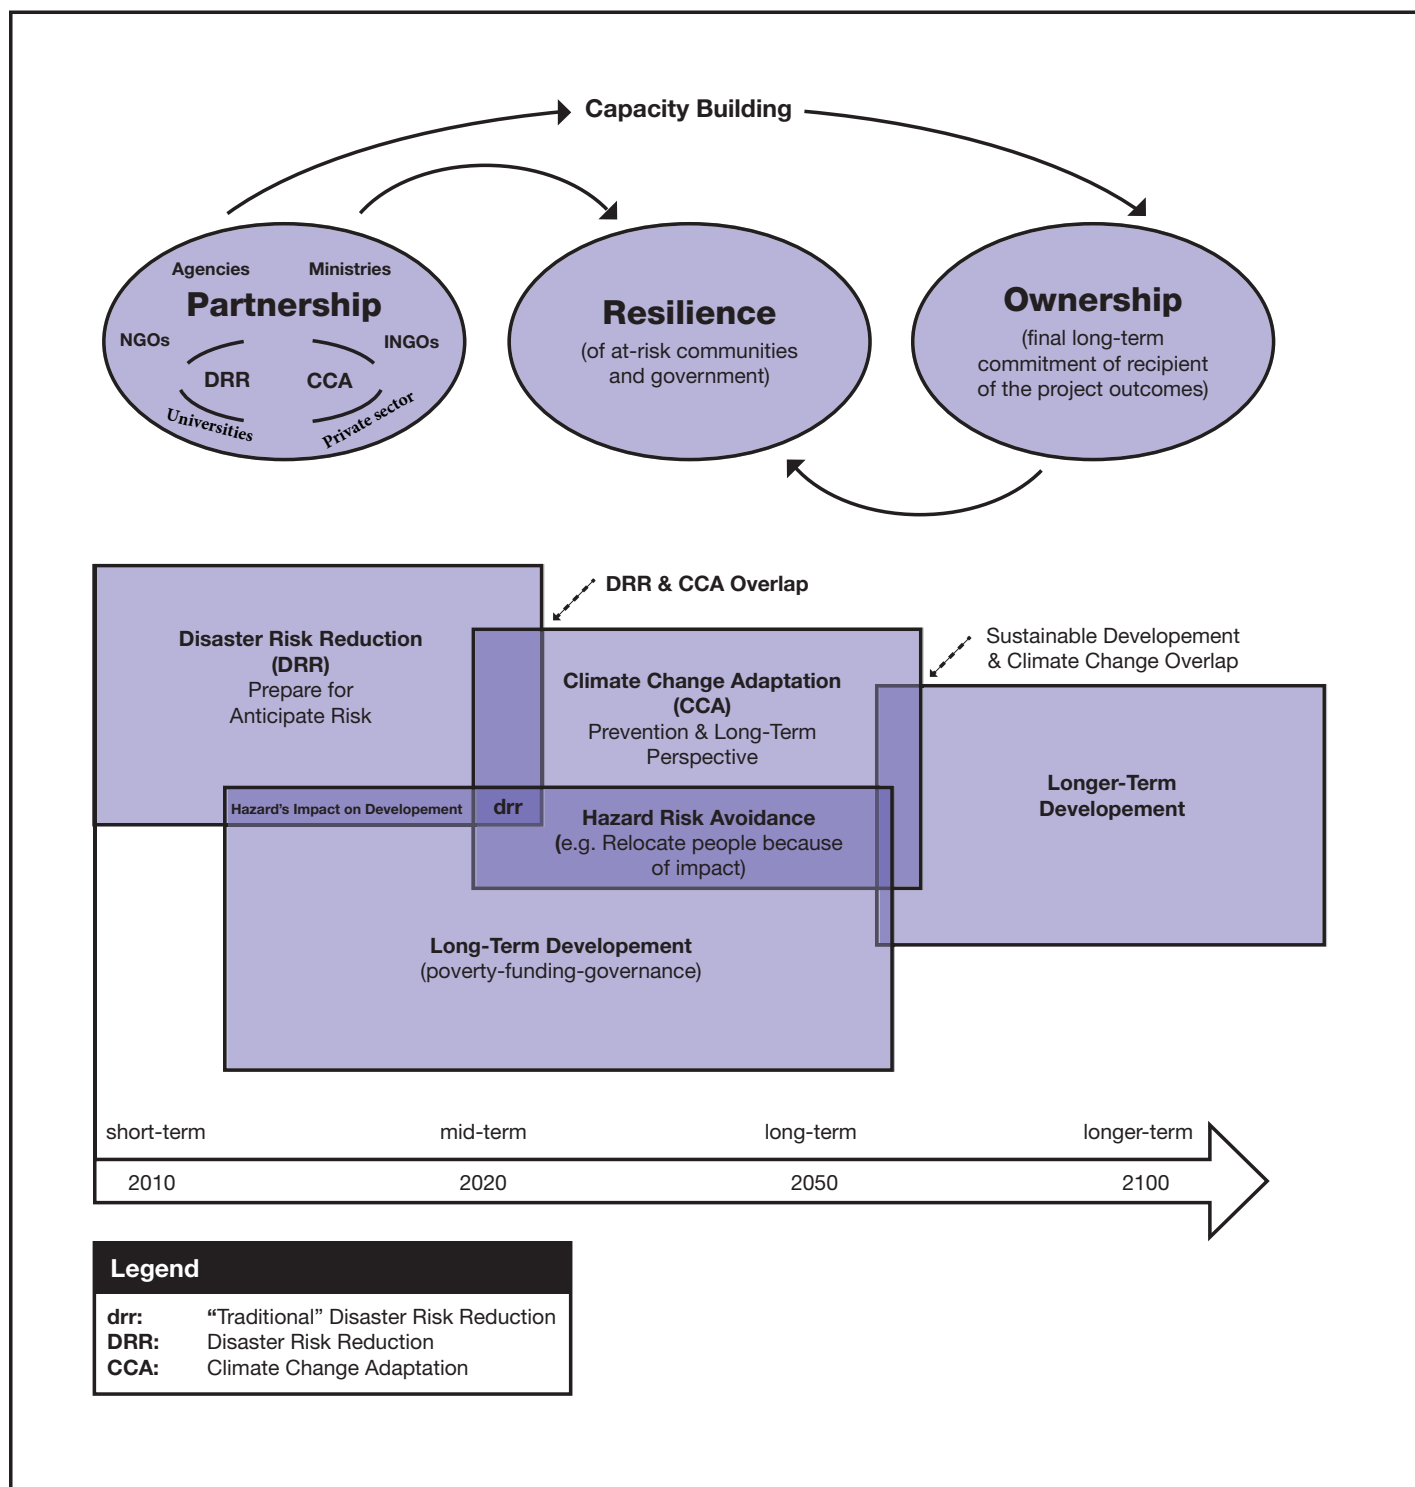 Capacity Building
Agencies
Ministries
Partnership
NGOs
INGOs
DRR
CCA
Universities
Private sector
Resilience
(of at-risk communities
and government)
Ownership
(final long-term
commitment of recipient
of the project outcomes)
DRR & CCA Overlap
Disaster Risk Reduction
(DRR)
Prepare for
Anticipate Risk
Sustainable Developement
& Climate Change Overlap
Climate Change Adaptation
(CCA)
Prevention & Long-Term
Perspective
Longer-Term
Developement
Hazard's Impact on Developement
drr
Hazard Risk Avoidance
(e.g. Relocate people because
of impact)
Long-Term Developement
(poverty-funding-governance)
short-term
mid-term
long-term
longer-term
2010
2020
2050
2100
Legend
drr: “Traditional” Disaster Risk Reduction
DRR: Disaster Risk Reduction
CCA: Climate Change Adaptation